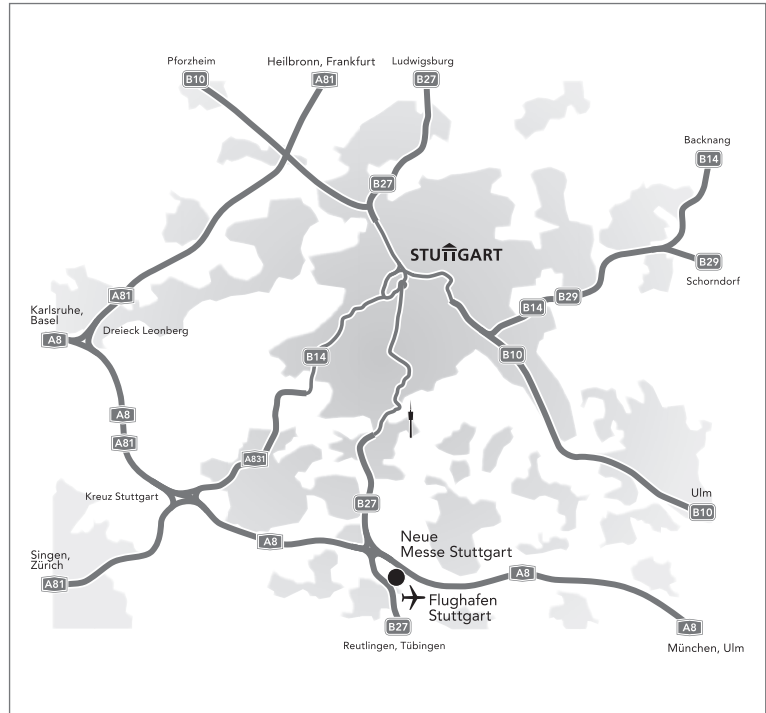 Pforzheim
B10
Heilbronn, Frankfurt
A81
Ludwigsburg
B27
Backnang
B14
B27
STUTTGART
B29
Schorndorf
A81
Karlsruhe,
Basel
A8
Dreieck Leonberg
B14
B29
B14
B10
A8
A81
A831
Kreuz Stuttgart
B27
Ulm
B10
A8
Neue
Messe Stuttgart
Singen,
Zürich
A81
A8
Flughafen
Stuttgart
B27
Reutlingen, Tübingen
A8
München, Ulm